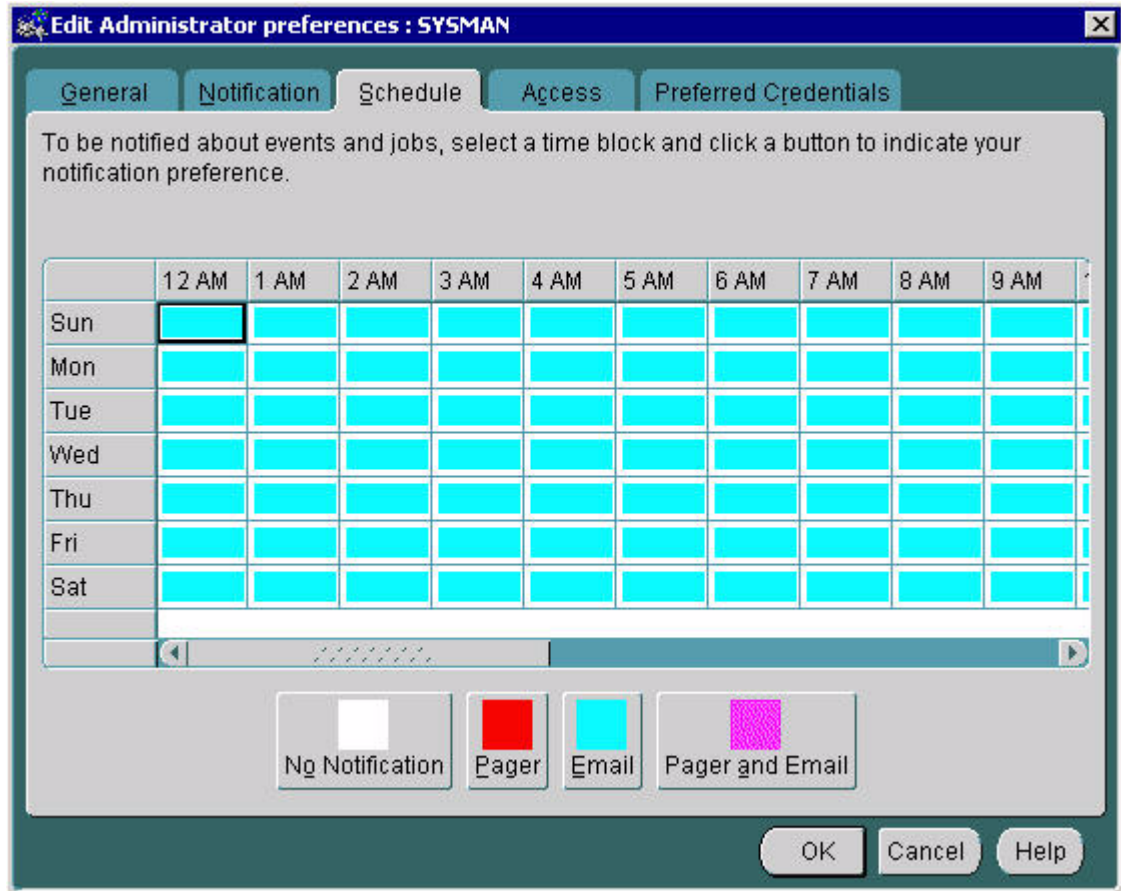 Edit Administrator preferences : SYSMAN
General Notification Schedule Access Preferred Credentials
To be notified about events and jobs, select a time block and click a button to indicate your
notification preference.
12 AM 1 AM 2 AM 3 AM 4 AM 5 AM 6 AM 7 AM 8 AM 9 AM
Sun
Mon
Tue
Wed
Thu
Fri
Sat
No Notification Pager Email Pager and Email
OK Cancel Help